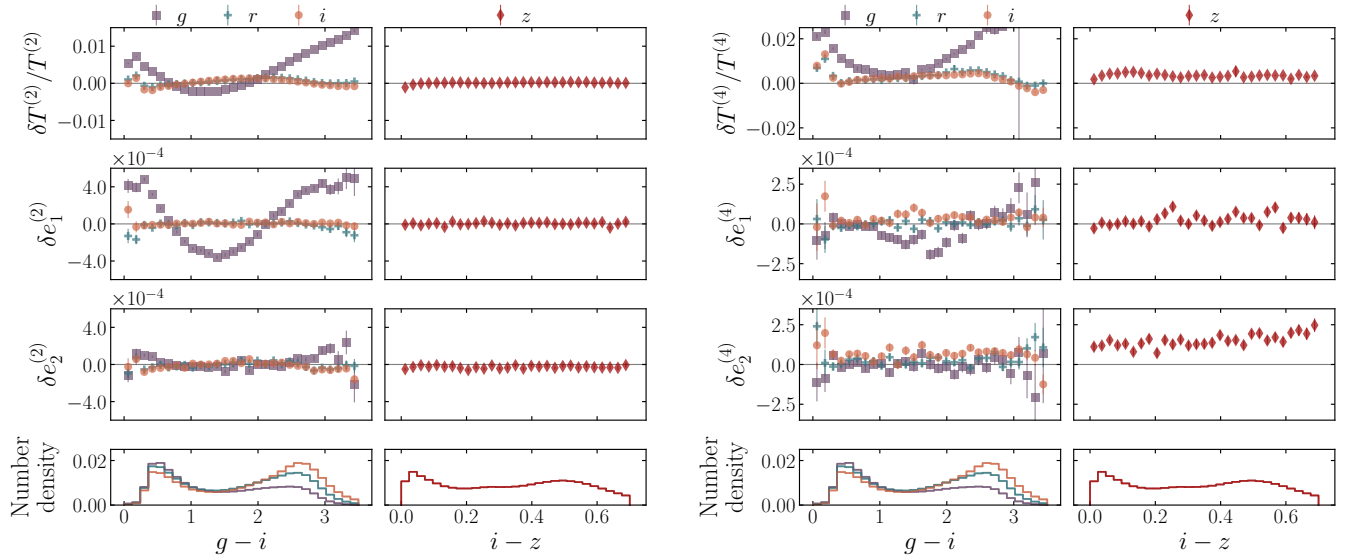 g r i z g r i z
0.01
0.00
−0.01
δT^(2)/T^(2)
0.02
0.00
−0.02
δT^(4)/T^(4)
×10^−4
4.0
0.0
−4.0
δe_1^(2)
×10^−4
2.5
0.0
−2.5
δe_1^(4)
×10^−4
4.0
0.0
−4.0
δe_2^(2)
×10^−4
2.5
0.0
−2.5
δe_2^(4)
Number
density
0.02
0.00
Number
density
0.02
0.00
0 1 2 3 0.0 0.2 0.4 0.6 0 1 2 3 0.0 0.2 0.4 0.6
g − i i − z g − i i − z